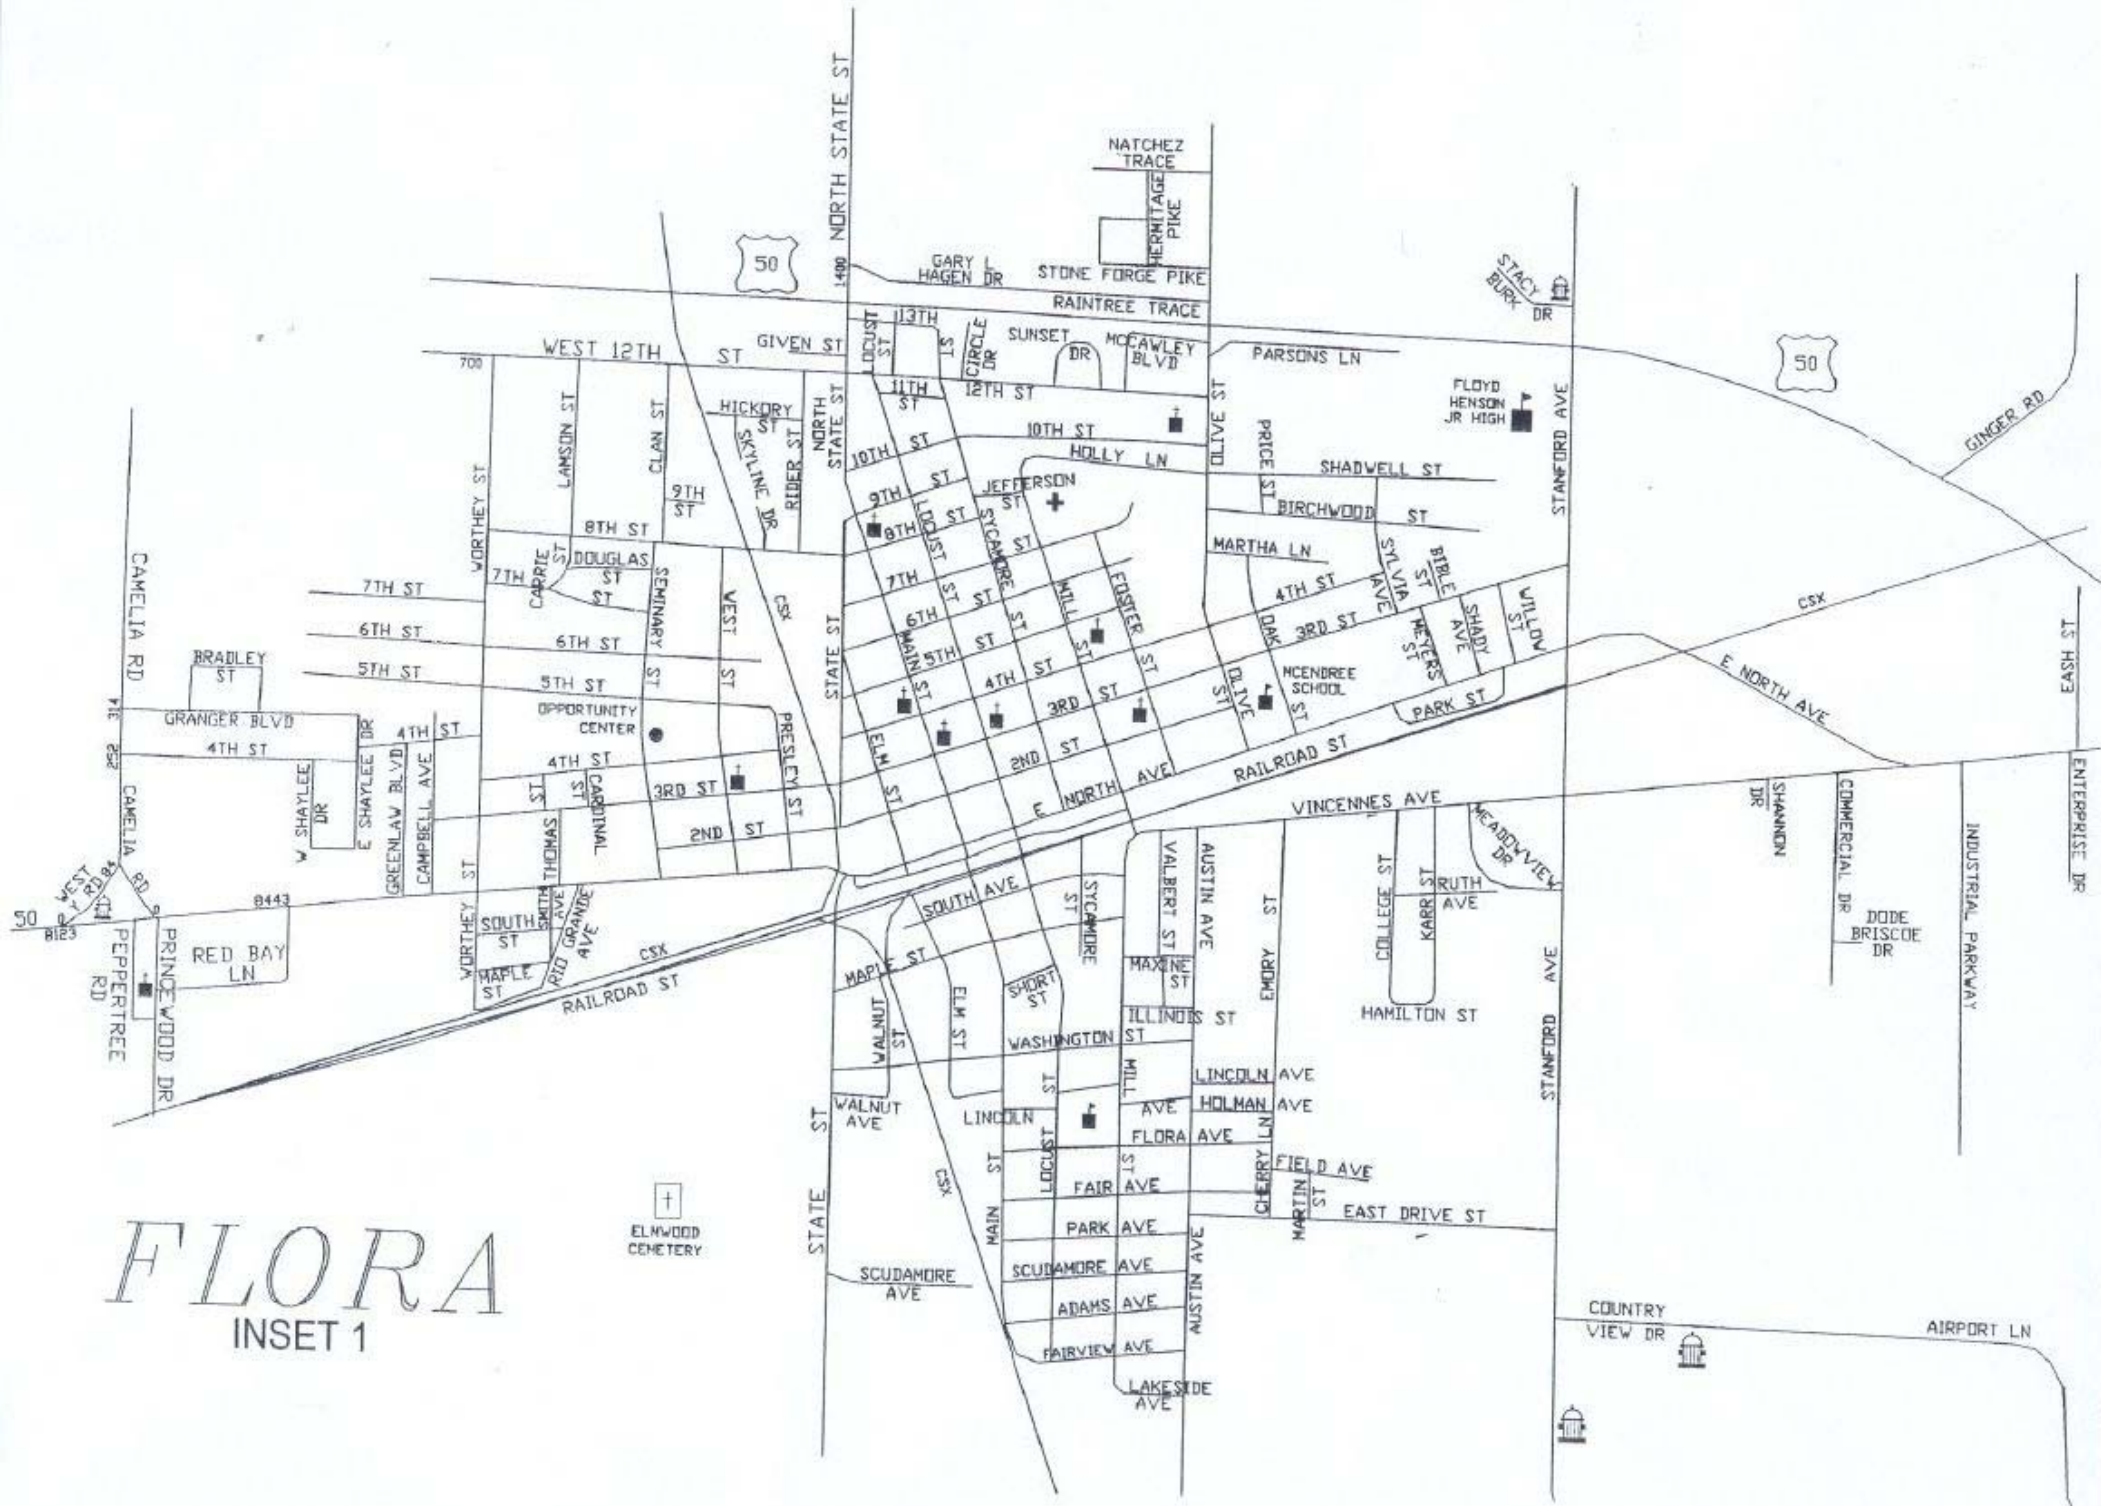 NORTH STATE ST
NATCHEZ
TRACE
HERMITAGE
PIKE
50
1400
GARY L
HAGEN DR
STONE FORGE PIKE
RAINTREE TRACE
STACY
BURK
DR
50
LOCUST
ST
13TH
ST
CIRCLE
DR
SUNSET
DR
MCCAWLEY
BLVD
PARSONS LN
WEST 12TH ST
GIVEN ST
700
11TH
ST
12TH ST
FLOYD
HENSON
JR HIGH
STANFORD AVE
GINGER RD
HICKORY
ST
NORTH
STATE ST
OLIVE ST
PRICE ST
LAMSON ST
CLAN ST
SKYLINE DR
RIDER ST
10TH ST
10TH ST
HOLLY LN
SHADWELL ST
WORTHEY ST
9TH
ST
9TH ST
JEFFERSON
ST
BIRCHWOOD ST
8TH ST
8TH ST
LOCUST
ST
SYCAMORE
ST
MARTHA LN
CAMELIA RD
7TH ST
7TH
ST
CARRIE
ST
DOUGLAS
ST
SEMINARY
ST
VEST
ST
CSX
STATE ST
7TH
ST
MILL
ST
FOSTER
ST
4TH ST
SYLVIA
AVE
BIBLE
ST
SHADY
AVE
WILLOW
ST
CSX
6TH ST
6TH ST
6TH ST
MAIN
ST
OAK
ST
3RD ST
MEYERS
ST
EAST ST
BRADLEY
ST
5TH ST
5TH ST
5TH ST
4TH ST
OLIVE
ST
MCENDREE
SCHOOL
PARK ST
E NORTH AVE
314
GRANGER BLVD
OPPORTUNITY
CENTER
PRESLEY ST
3RD ST
252
4TH ST
4TH ST
4TH ST
ELM
ST
2ND ST
RAILROAD ST
CAMELIA
RD
W SHAYLEE
DR
E SHAYLEE DR
GREENLAW BLVD
CAMPBELL AVE
THOMAS
ST
CARDINAL
ST
3RD ST
2ND ST
E NORTH AVE
VINCENNES AVE
MEADOWVIEW
DR
SHANNON
DR
COMMERCIAL DR
INDUSTRIAL PARKWAY
ENTERPRISE DR
WEST
50
8123
8443
WORTHEY ST
SOUTH
ST
SMITH
AVE
RIO GRANDE
AVE
SOUTH AVE
SYCAMORE
ST
VALBERT ST
AUSTIN AVE
EMORY ST
COLLEGE ST
KARR ST
RUTH
AVE
DODE
BRISCOE
DR
PEPPERTREE
RD
PRINCEWOOD DR
RED BAY
LN
MAPLE
ST
CSX
RAILROAD ST
MAPLE ST
SHORT
ST
MAXINE
ST
WALNUT
ST
ELM ST
ILLINOIS ST
HAMILTON ST
STANFORD AVE
WASHINGTON ST
MILL
ST
LINCOLN AVE
WALNUT
AVE
LINCOLN
AVE
HOLMAN AVE
LOCUST
ST
FLORA AVE
STATE ST
CSX
MAIN ST
CHERRY LN
FIELD AVE
MARTIN
ST
FAIR AVE
EAST DRIVE ST
PARK AVE
ELMWOOD
CEMETERY
SCUDAMORE
AVE
SCUDAMORE AVE
AUSTIN AVE
ADAMS AVE
FAIRVIEW AVE
LAKESIDE
AVE
COUNTRY
VIEW DR
AIRPORT LN
FLORA
INSET 1